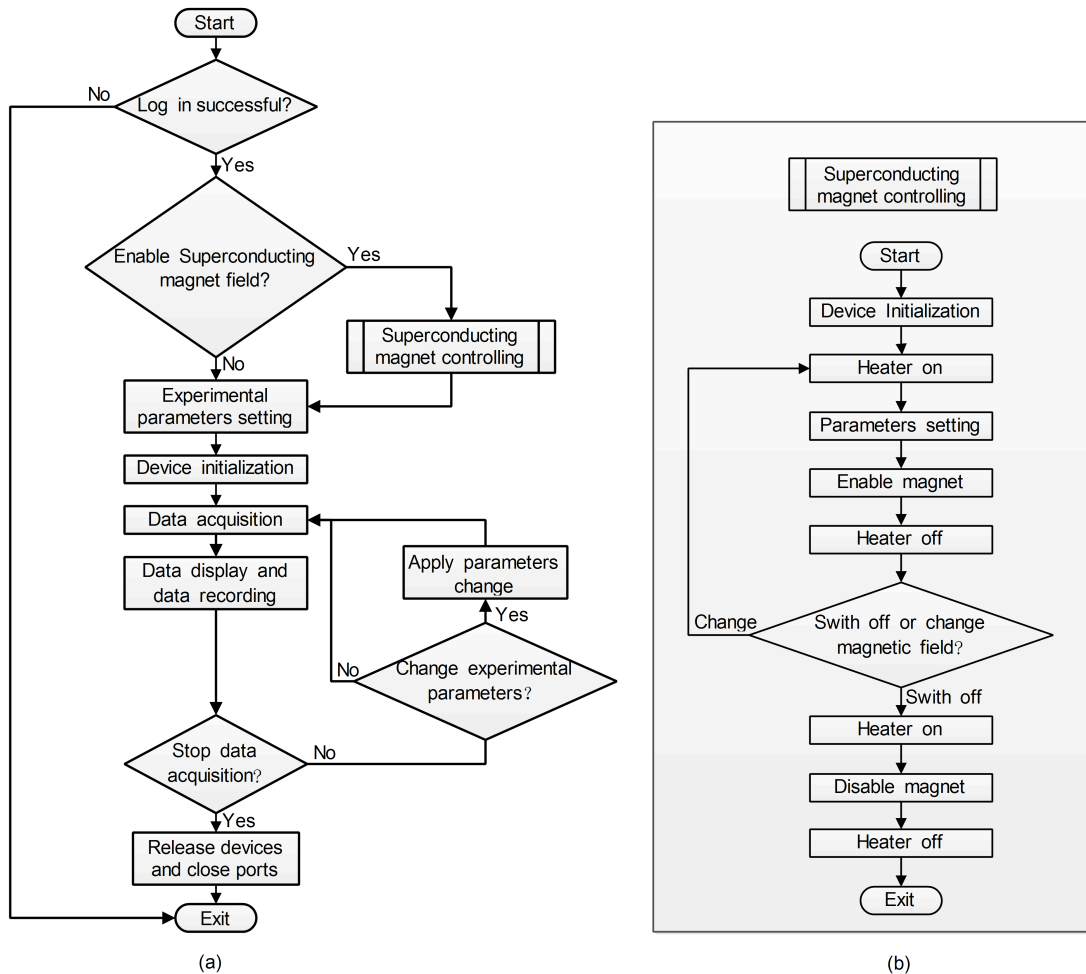 Start
Log in successful?
No
Yes
Enable Superconducting
magnet field?
Yes
No
Superconducting
magnet controlling
Experimental
parameters setting
Device initialization
Data acquisition
Data display and
data recording
Apply parameters
change
Yes
Change experimental
parameters?
No
Stop data
acquisition?
No
Yes
Release devices
and close ports
Exit
(a)
Superconducting
magnet controlling
Start
Device Initialization
Heater on
Parameters setting
Enable magnet
Heater off
Swith off or change
magnetic field?
Change
Swith off
Heater on
Disable magnet
Heater off
Exit
(b)